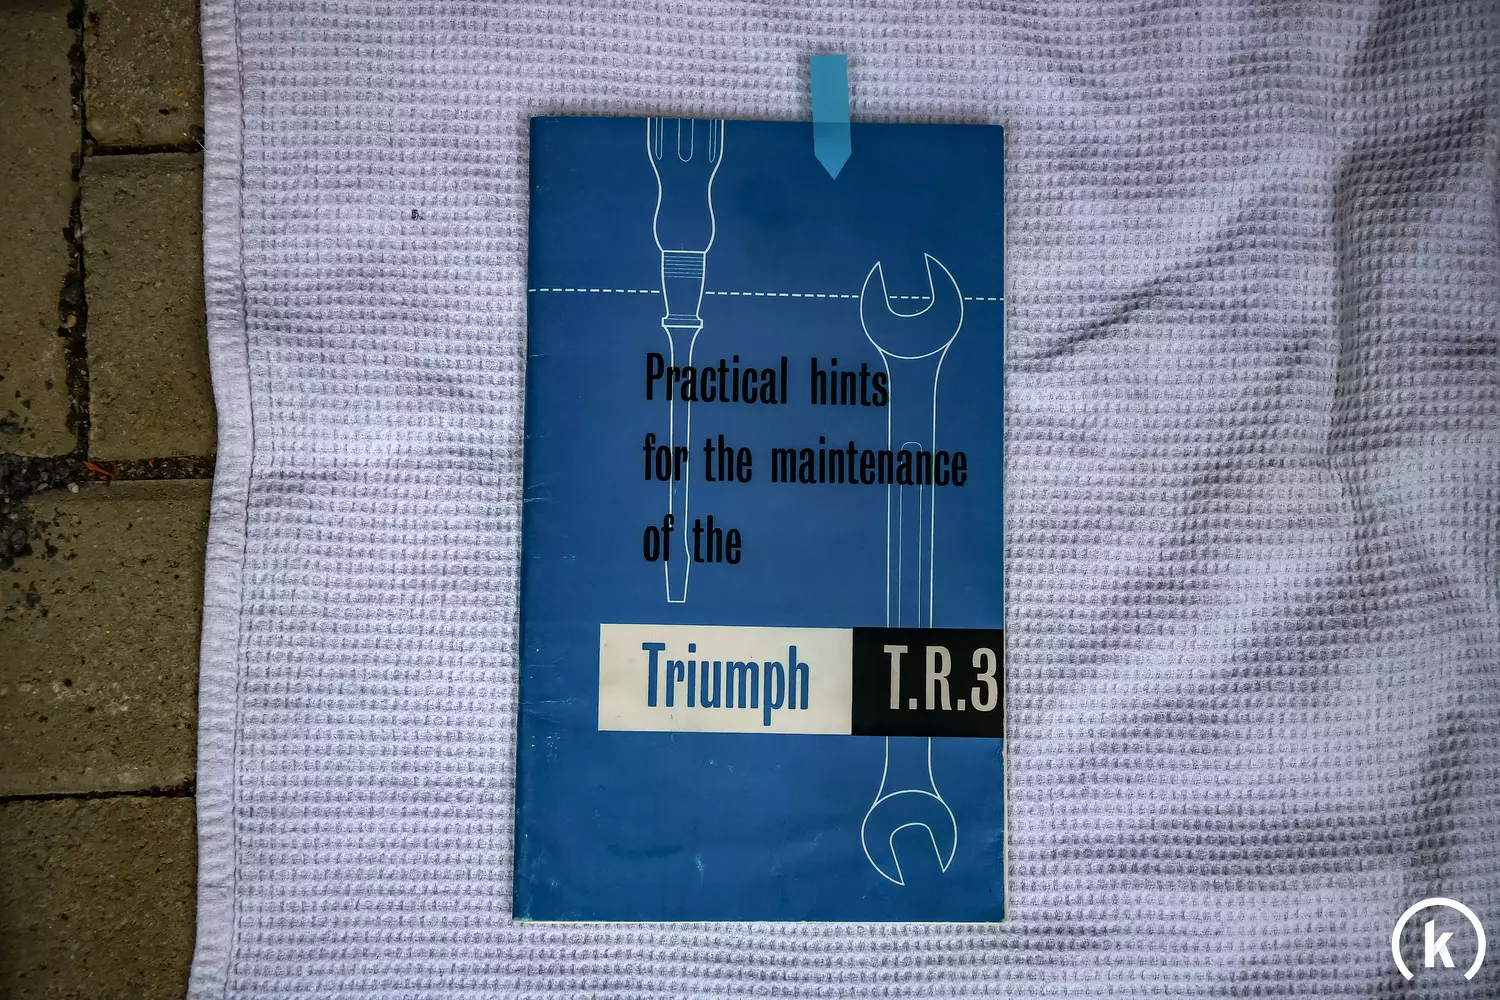 Practical hints
for the maintenance
of the
Triumph T.R.3
k